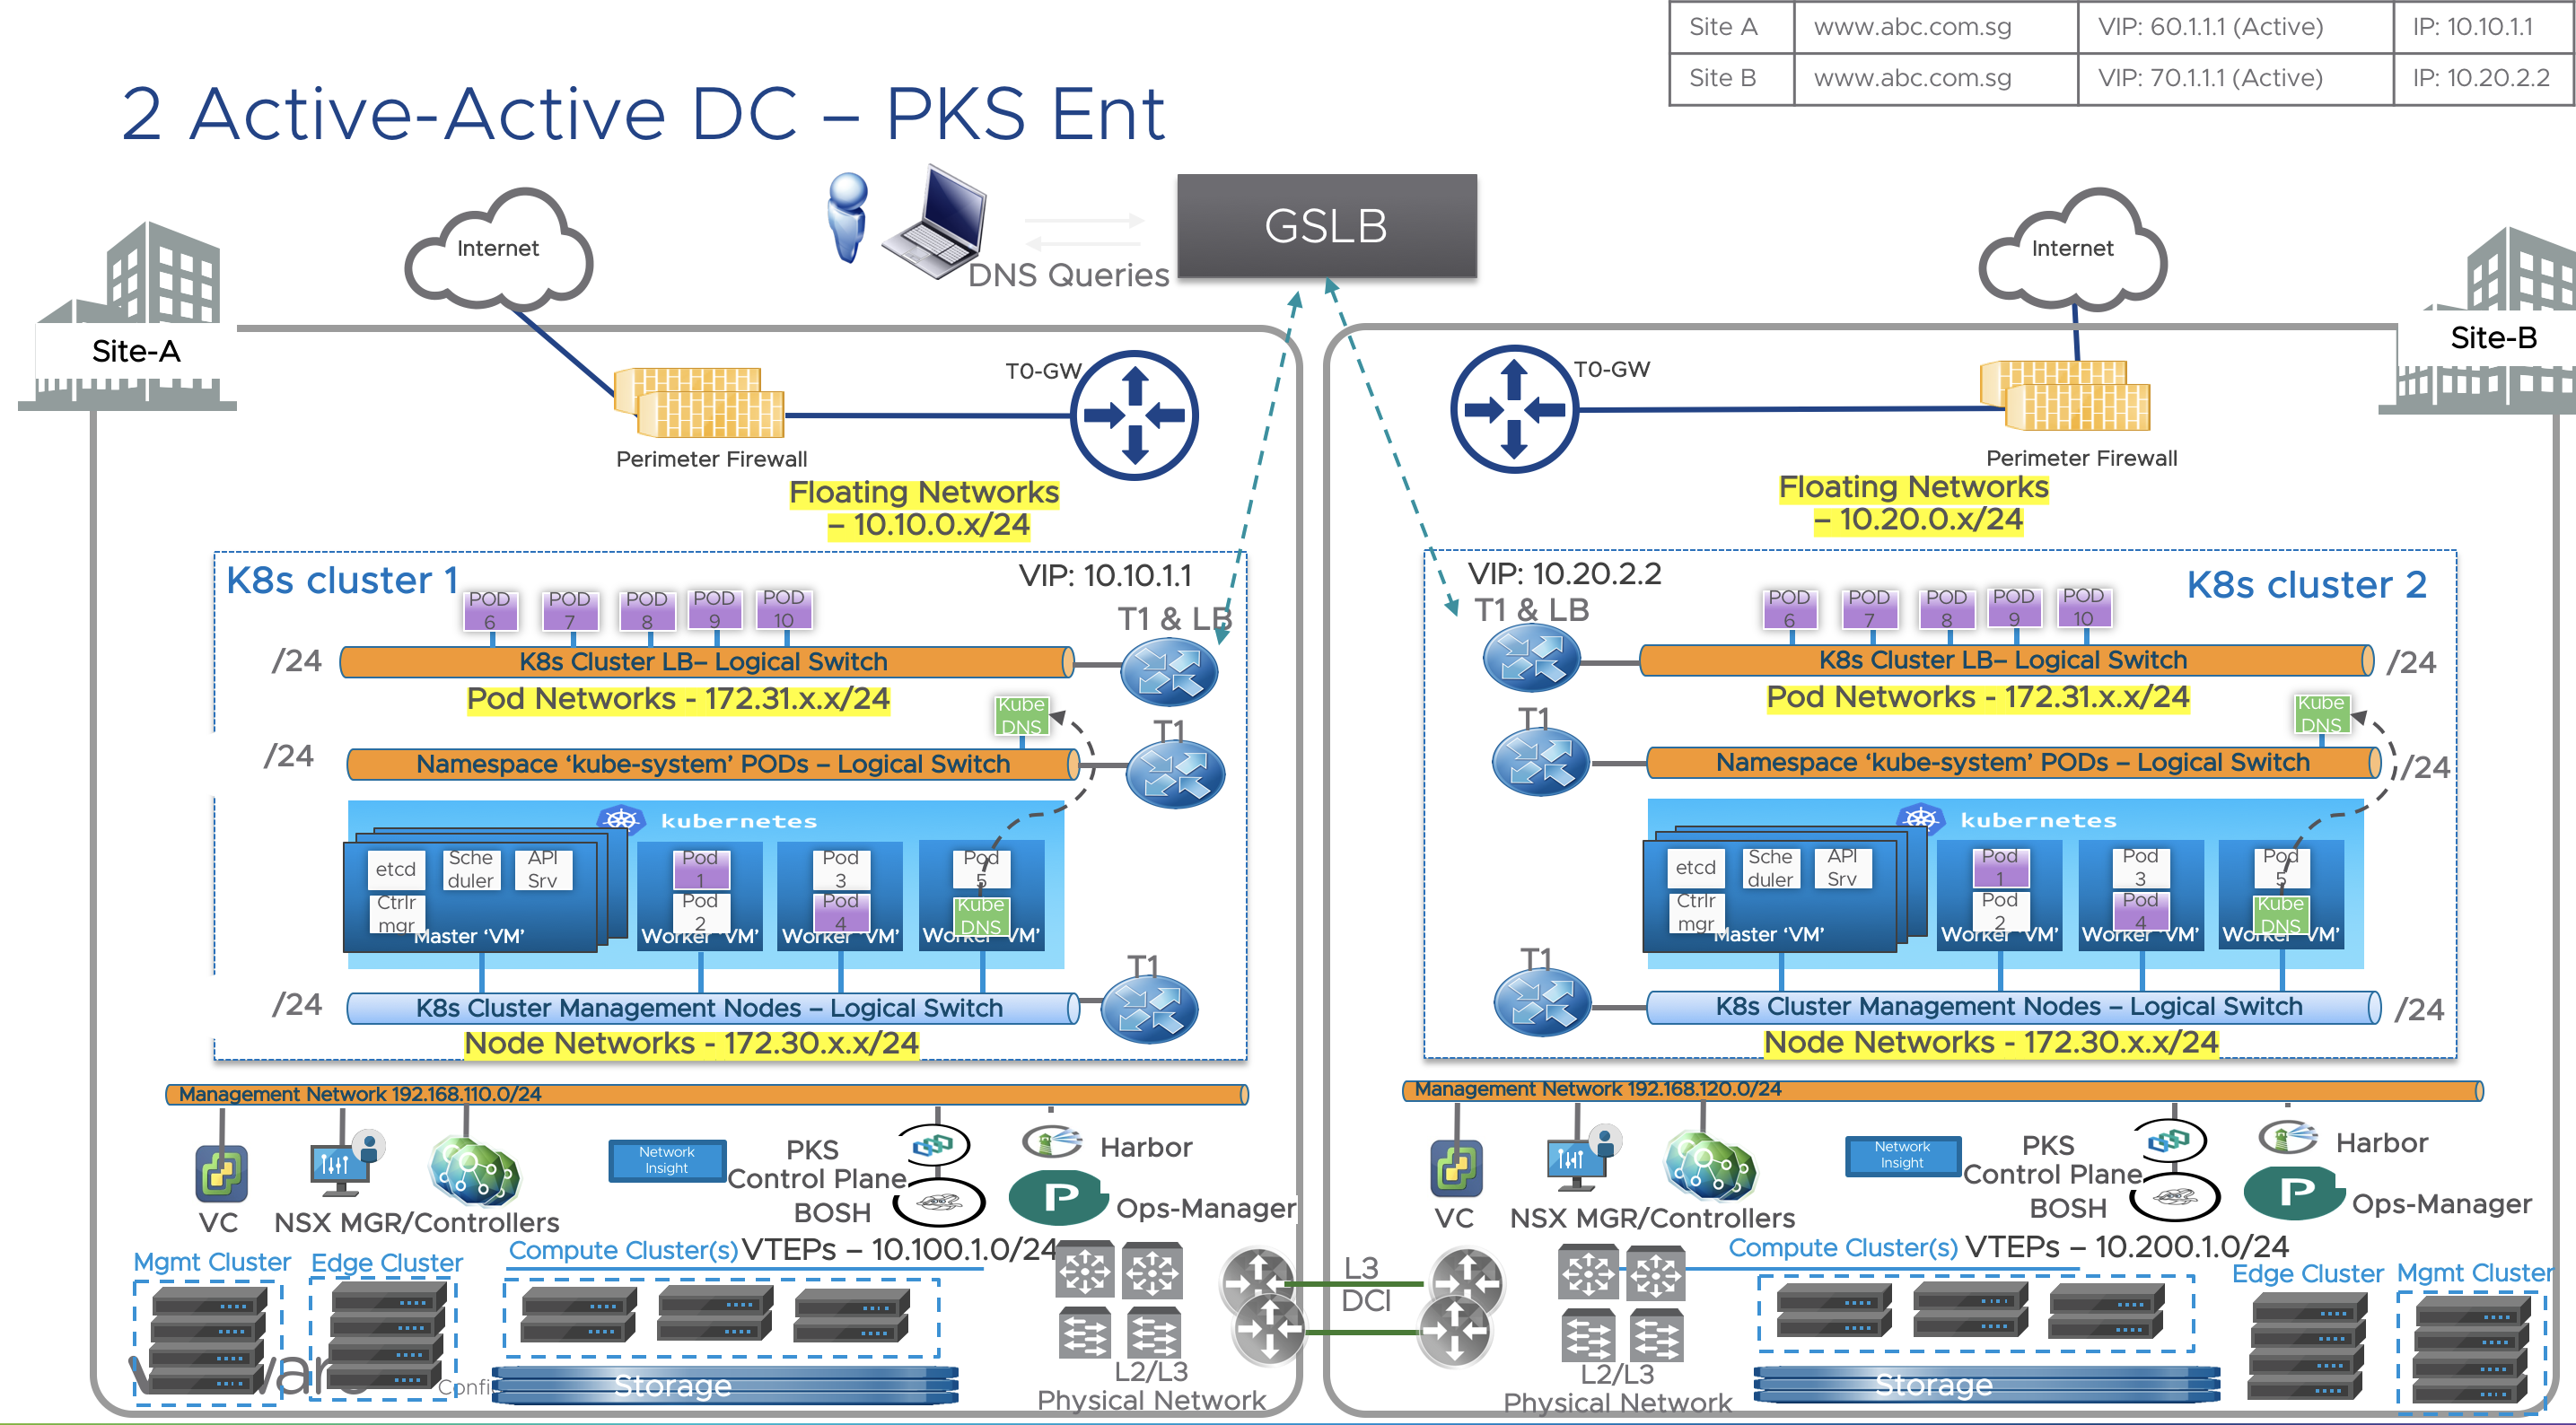 Site A www.abc.com.sg VIP: 60.1.1.1 (Active) IP: 10.10.1.1
Site B www.abc.com.sg VIP: 70.1.1.1 (Active) IP: 10.20.2.2
2 Active-Active DC – PKS Ent
GSLB
DNS Queries
Internet
Site-A
T0-GW
Perimeter Firewall
Floating Networks
– 10.10.0.x/24
K8s cluster 1
VIP: 10.10.1.1
T1 & LB
POD
6
POD
7
POD
8
POD
9
POD
10
/24
K8s Cluster LB– Logical Switch
Pod Networks - 172.31.x.x/24
Kube
DNS
T1
/24
Namespace ‘kube-system’ PODs – Logical Switch
kubernetes
etcd
Sche
duler
API
Srv
Ctrlr
mgr
Master ‘VM’
Pod
1
Pod
2
Worker ‘VM’
Pod
3
Pod
4
Worker ‘VM’
Pod
5
Kube
DNS
Worker ‘VM’
T1
/24
K8s Cluster Management Nodes – Logical Switch
Node Networks - 172.30.x.x/24
Management Network 192.168.110.0/24
VC
NSX MGR/Controllers
Network
Insight
PKS
Control Plane
BOSH
Harbor
P
Ops-Manager
Mgmt Cluster
Edge Cluster
Compute Cluster(s)
VTEPs – 10.100.1.0/24
Storage
L2/L3
Physical Network
L3
DCI
Internet
Site-B
T0-GW
Perimeter Firewall
Floating Networks
– 10.20.0.x/24
VIP: 10.20.2.2
T1 & LB
K8s cluster 2
POD
6
POD
7
POD
8
POD
9
POD
10
K8s Cluster LB– Logical Switch
/24
Pod Networks - 172.31.x.x/24
Kube
DNS
T1
Namespace ‘kube-system’ PODs – Logical Switch
/24
kubernetes
etcd
Sche
duler
API
Srv
Ctrlr
mgr
Master ‘VM’
Pod
1
Pod
2
Worker ‘VM’
Pod
3
Pod
4
Worker ‘VM’
Pod
5
Kube
DNS
Worker ‘VM’
T1
K8s Cluster Management Nodes – Logical Switch
/24
Node Networks - 172.30.x.x/24
Management Network 192.168.120.0/24
VC
NSX MGR/Controllers
Network
Insight
PKS
Control Plane
BOSH
Harbor
P
Ops-Manager
Compute Cluster(s)
VTEPs – 10.200.1.0/24
Edge Cluster
Mgmt Cluster
Storage
L2/L3
Physical Network